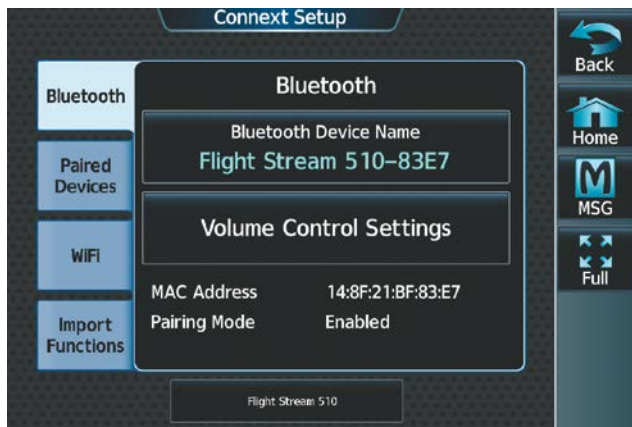 Connext Setup
Back
Bluetooth
Bluetooth
Bluetooth Device Name
Flight Stream 510-83E7
Home
Paired
Devices
Volume Control Settings
MSG
WiFi
Full
MAC Address 14:8F:21:BF:83:E7
Pairing Mode Enabled
Import
Functions
Flight Stream 510